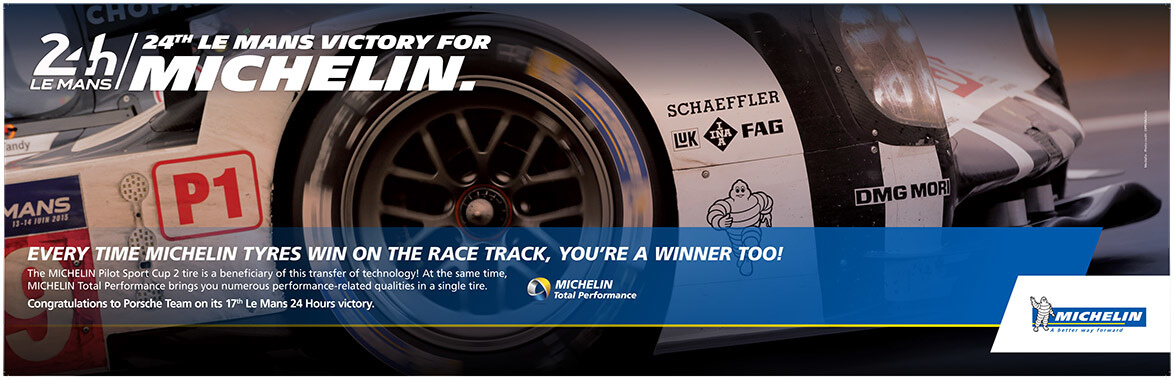 24h
LE MANS
24TH LE MANS VICTORY FOR
MICHELIN.
SCHAEFFLER
LUK
INA
FAG
DMG MORI
P1
MANS
13-14 JUIN 2015
EVERY TIME MICHELIN TYRES WIN ON THE RACE TRACK, YOU'RE A WINNER TOO!
The MICHELIN Pilot Sport Cup 2 tire is a beneficiary of this transfer of technology! At the same time,
MICHELIN Total Performance brings you numerous performance-related qualities in a single tire.
Congratulations to Porsche Team on its 17th Le Mans 24 Hours victory.
MICHELIN
Total Performance
MICHELIN
A better way forward